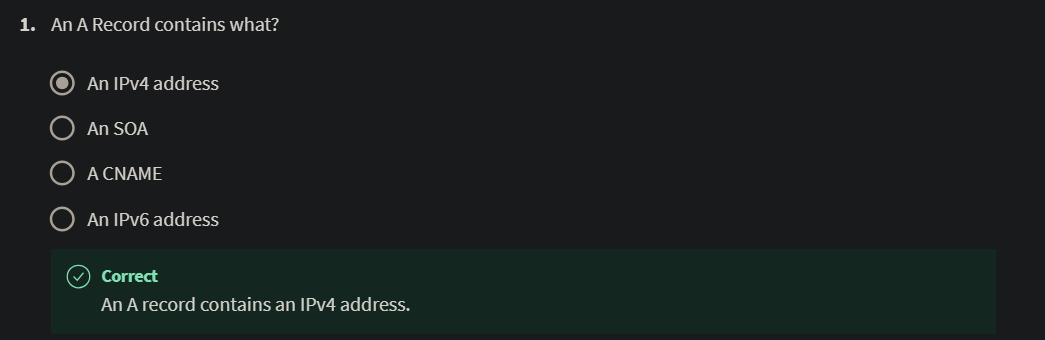 1. An A Record contains what?
An IPv4 address
An SOA
A CNAME
An IPv6 address
Correct
An A record contains an IPv4 address.